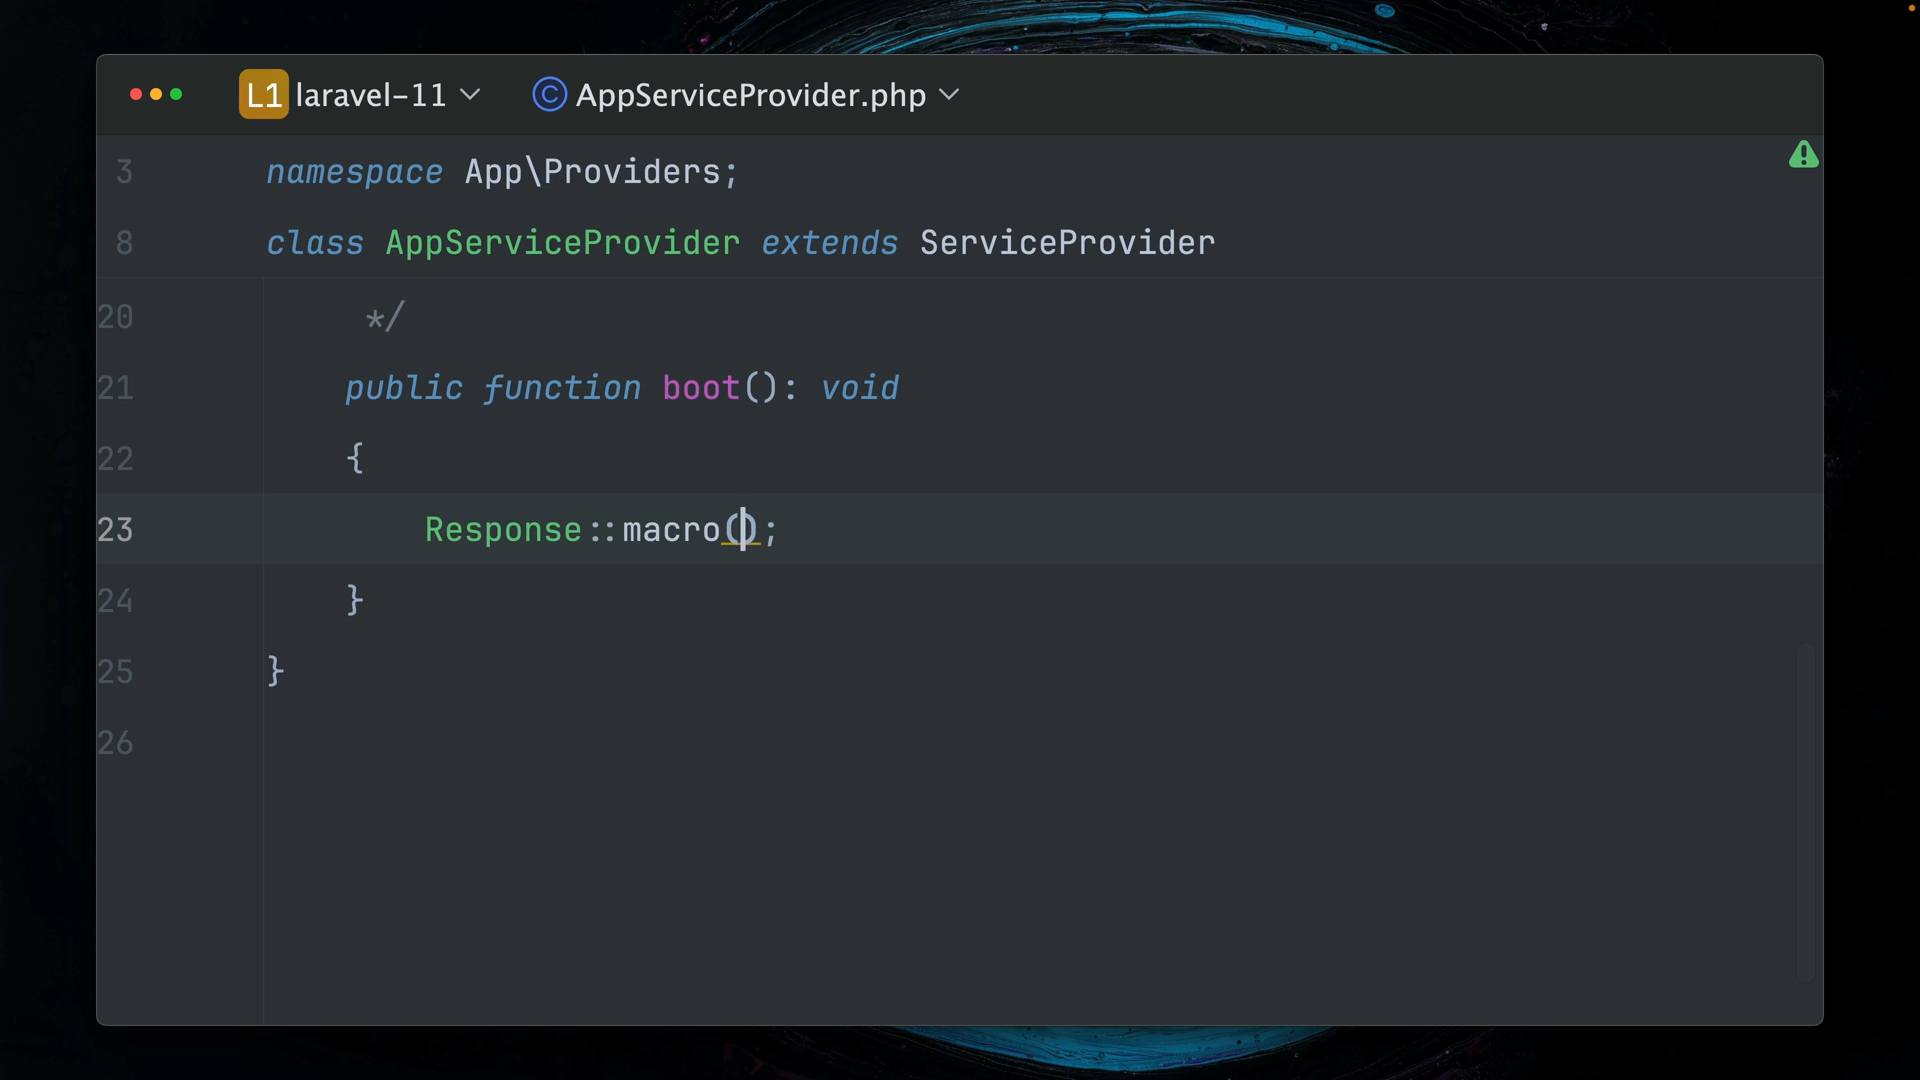 L1 laravel-11 © AppServiceProvider.php
3 namespace App\Providers;
8 class AppServiceProvider extends ServiceProvider
20 */
21 public function boot(): void
22 {
23 Response::macro();
24 }
25 }
26